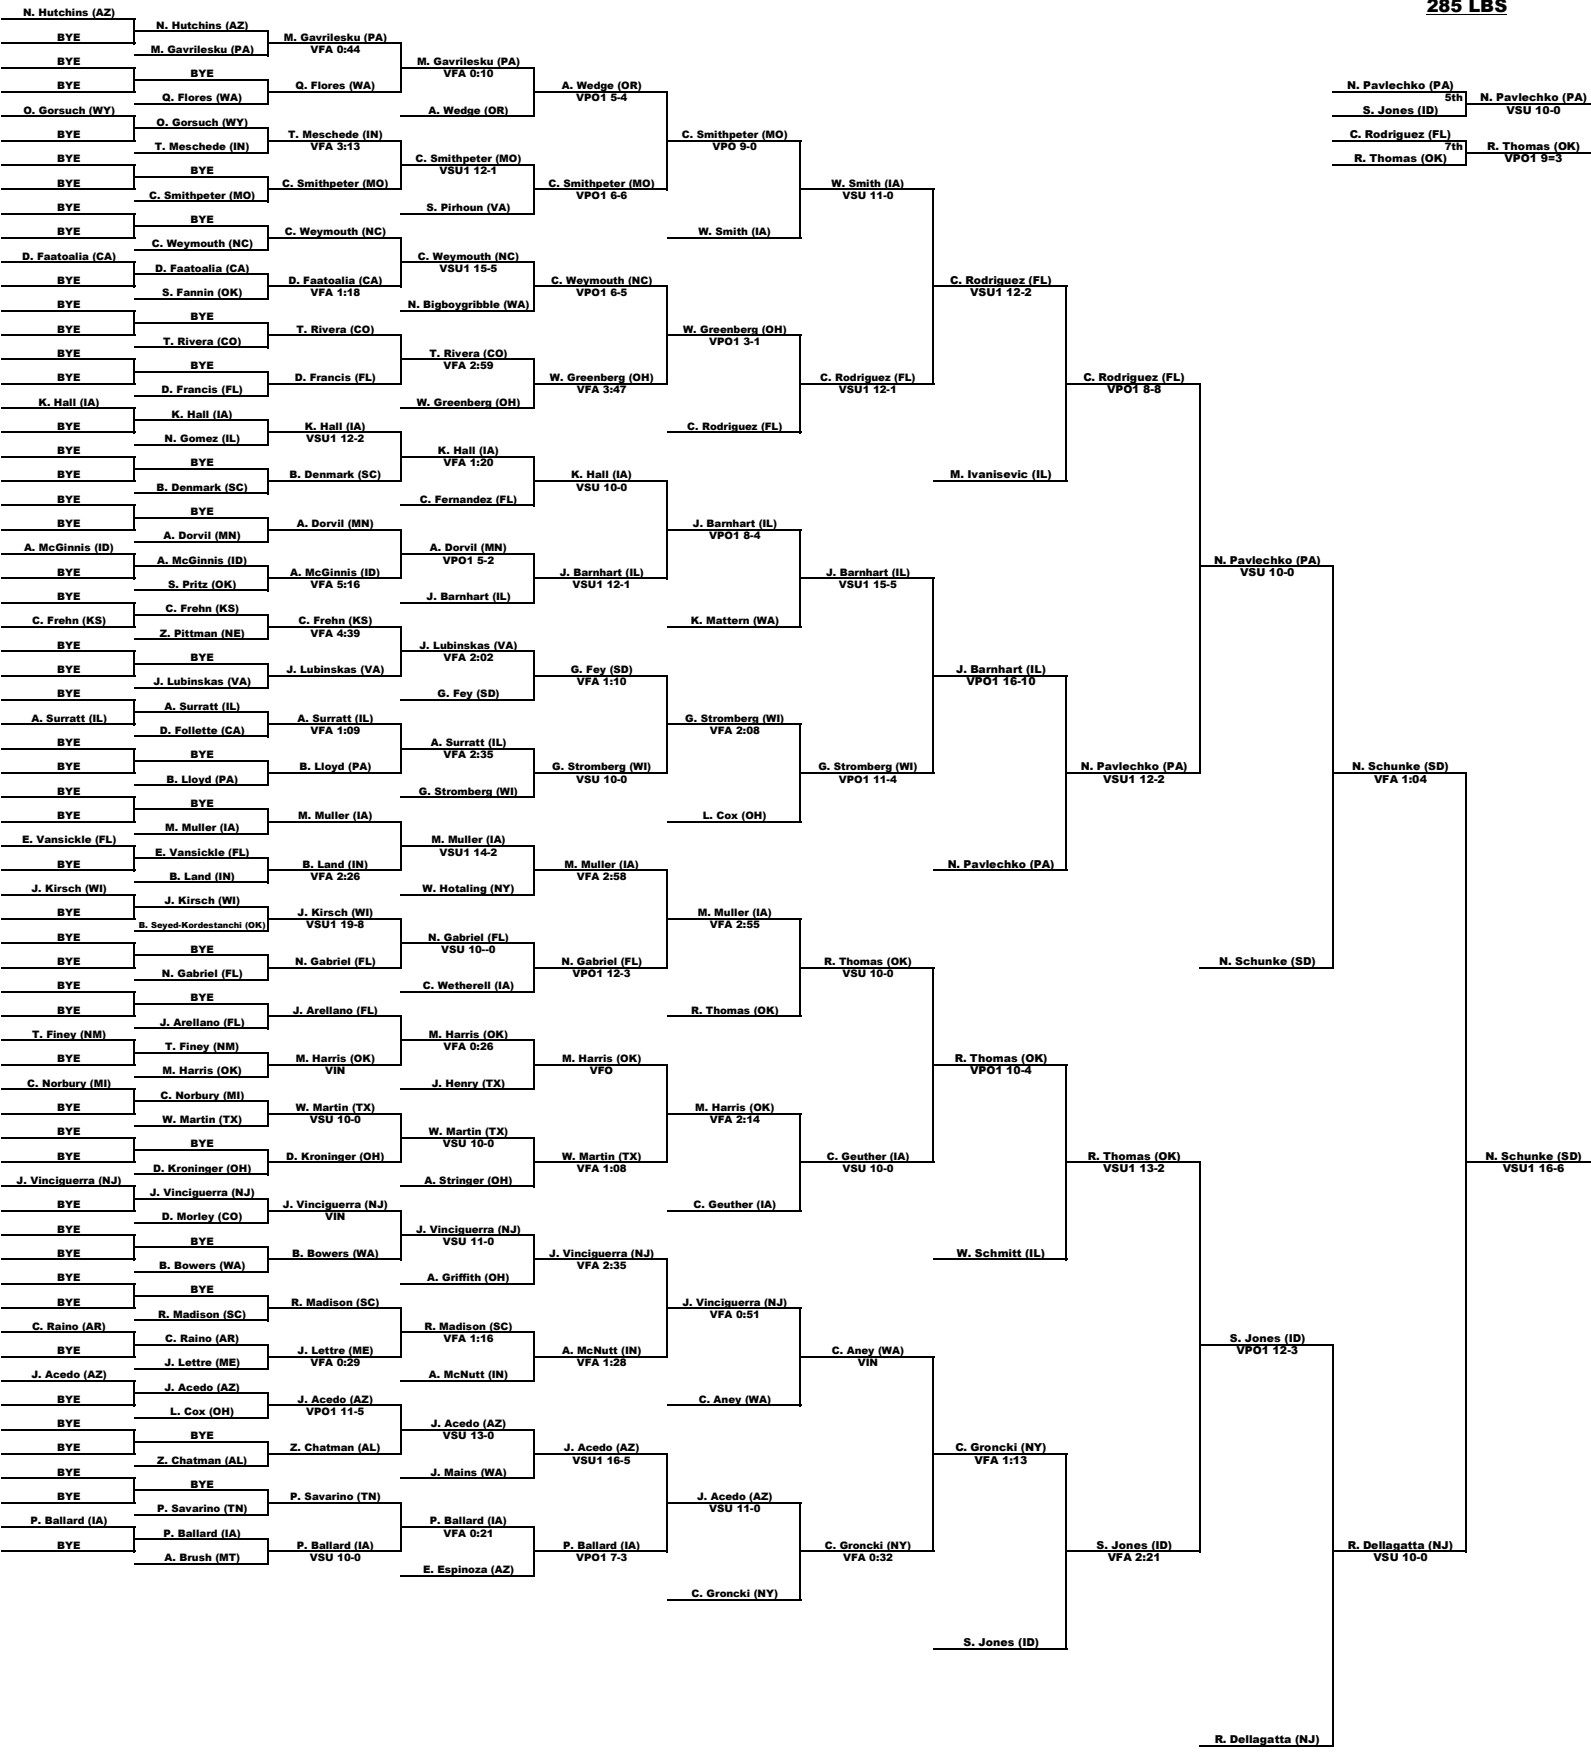 285 LBS
N. Pavlechko (PA)
5th
S. Jones (ID)
N. Pavlechko (PA)
VSU 10-0
C. Rodriguez (FL)
7th
R. Thomas (OK)
R. Thomas (OK)
VPO1 9=3
N. Hutchins (AZ)
BYE
BYE
BYE
O. Gorsuch (WY)
BYE
BYE
BYE
BYE
BYE
D. Faatoalia (CA)
BYE
BYE
BYE
BYE
BYE
K. Hall (IA)
BYE
BYE
BYE
BYE
BYE
A. McGinnis (ID)
BYE
BYE
C. Frehn (KS)
BYE
BYE
BYE
A. Surratt (IL)
BYE
BYE
BYE
BYE
E. Vansickle (FL)
BYE
J. Kirsch (WI)
BYE
BYE
BYE
BYE
BYE
T. Finey (NM)
BYE
C. Norbury (MI)
BYE
BYE
BYE
J. Vinciguerra (NJ)
BYE
BYE
BYE
BYE
BYE
C. Raino (AR)
BYE
J. Acedo (AZ)
BYE
BYE
BYE
BYE
BYE
P. Ballard (IA)
BYE
N. Hutchins (AZ)
M. Gavrilesku (PA)
BYE
Q. Flores (WA)
O. Gorsuch (WY)
T. Meschede (IN)
BYE
C. Smithpeter (MO)
BYE
C. Weymouth (NC)
D. Faatoalia (CA)
S. Fannin (OK)
BYE
T. Rivera (CO)
BYE
D. Francis (FL)
K. Hall (IA)
N. Gomez (IL)
BYE
B. Denmark (SC)
BYE
A. Dorvil (MN)
A. McGinnis (ID)
S. Pritz (OK)
C. Frehn (KS)
Z. Pittman (NE)
BYE
J. Lubinskas (VA)
A. Surratt (IL)
D. Follette (CA)
BYE
B. Lloyd (PA)
BYE
M. Muller (IA)
E. Vansickle (FL)
B. Land (IN)
J. Kirsch (WI)
B. Seyed-Kordestanchi (OK)
BYE
N. Gabriel (FL)
BYE
J. Arellano (FL)
T. Finey (NM)
M. Harris (OK)
C. Norbury (MI)
W. Martin (TX)
BYE
D. Kroninger (OH)
J. Vinciguerra (NJ)
D. Morley (CO)
BYE
B. Bowers (WA)
BYE
R. Madison (SC)
C. Raino (AR)
J. Lettre (ME)
J. Acedo (AZ)
L. Cox (OH)
BYE
Z. Chatman (AL)
BYE
P. Savarino (TN)
P. Ballard (IA)
A. Brush (MT)
M. Gavrilesku (PA)
VFA 0:44
Q. Flores (WA)
T. Meschede (IN)
VFA 3:13
C. Smithpeter (MO)
C. Weymouth (NC)
D. Faatoalia (CA)
VFA 1:18
T. Rivera (CO)
D. Francis (FL)
K. Hall (IA)
VSU1 12-2
B. Denmark (SC)
A. Dorvil (MN)
A. McGinnis (ID)
VFA 5:16
C. Frehn (KS)
VFA 4:39
J. Lubinskas (VA)
A. Surratt (IL)
VFA 1:09
B. Lloyd (PA)
M. Muller (IA)
B. Land (IN)
VFA 2:26
J. Kirsch (WI)
VSU1 19-8
N. Gabriel (FL)
J. Arellano (FL)
M. Harris (OK)
VIN
W. Martin (TX)
VSU 10-0
D. Kroninger (OH)
J. Vinciguerra (NJ)
VIN
B. Bowers (WA)
R. Madison (SC)
J. Lettre (ME)
VFA 0:29
J. Acedo (AZ)
VPO1 11-5
Z. Chatman (AL)
P. Savarino (TN)
P. Ballard (IA)
VSU 10-0
M. Gavrilesku (PA)
VFA 0:10
A. Wedge (OR)
C. Smithpeter (MO)
VSU1 12-1
S. Pirhoun (VA)
C. Weymouth (NC)
VSU1 15-5
N. Bigboygribble (WA)
T. Rivera (CO)
VFA 2:59
W. Greenberg (OH)
K. Hall (IA)
VFA 1:20
C. Fernandez (FL)
A. Dorvil (MN)
VPO1 5-2
J. Barnhart (IL)
J. Lubinskas (VA)
VFA 2:02
G. Fey (SD)
A. Surratt (IL)
VFA 2:35
G. Stromberg (WI)
M. Muller (IA)
VSU1 14-2
W. Hotaling (NY)
N. Gabriel (FL)
VSU 10--0
C. Wetherell (IA)
M. Harris (OK)
VFA 0:26
J. Henry (TX)
W. Martin (TX)
VSU 10-0
A. Stringer (OH)
J. Vinciguerra (NJ)
VSU 11-0
A. Griffith (OH)
R. Madison (SC)
VFA 1:16
A. McNutt (IN)
J. Acedo (AZ)
VSU 13-0
J. Mains (WA)
P. Ballard (IA)
VFA 0:21
E. Espinoza (AZ)
A. Wedge (OR)
VPO1 5-4
C. Smithpeter (MO)
VPO1 6-6
C. Weymouth (NC)
VPO1 6-5
W. Greenberg (OH)
VFA 3:47
K. Hall (IA)
VSU 10-0
J. Barnhart (IL)
VSU1 12-1
G. Fey (SD)
VFA 1:10
G. Stromberg (WI)
VSU 10-0
M. Muller (IA)
VFA 2:58
N. Gabriel (FL)
VPO1 12-3
M. Harris (OK)
VFO
W. Martin (TX)
VFA 1:08
J. Vinciguerra (NJ)
VFA 2:35
A. McNutt (IN)
VFA 1:28
J. Acedo (AZ)
VSU1 16-5
P. Ballard (IA)
VPO1 7-3
C. Smithpeter (MO)
VPO 9-0
W. Smith (IA)
W. Greenberg (OH)
VPO1 3-1
C. Rodriguez (FL)
J. Barnhart (IL)
VPO1 8-4
K. Mattern (WA)
G. Stromberg (WI)
VFA 2:08
L. Cox (OH)
M. Muller (IA)
VFA 2:55
R. Thomas (OK)
M. Harris (OK)
VFA 2:14
C. Geuther (IA)
J. Vinciguerra (NJ)
VFA 0:51
C. Aney (WA)
J. Acedo (AZ)
VSU 11-0
C. Groncki (NY)
W. Smith (IA)
VSU 11-0
C. Rodriguez (FL)
VSU1 12-1
J. Barnhart (IL)
VSU1 15-5
G. Stromberg (WI)
VPO1 11-4
R. Thomas (OK)
VSU 10-0
C. Geuther (IA)
VSU 10-0
C. Aney (WA)
VIN
C. Groncki (NY)
VFA 0:32
C. Rodriguez (FL)
VSU1 12-2
M. Ivanisevic (IL)
J. Barnhart (IL)
VPO1 16-10
N. Pavlechko (PA)
R. Thomas (OK)
VPO1 10-4
W. Schmitt (IL)
C. Groncki (NY)
VFA 1:13
S. Jones (ID)
C. Rodriguez (FL)
VPO1 8-8
N. Pavlechko (PA)
VSU1 12-2
R. Thomas (OK)
VSU1 13-2
S. Jones (ID)
VFA 2:21
N. Pavlechko (PA)
VSU 10-0
N. Schunke (SD)
S. Jones (ID)
VPO1 12-3
R. Dellagatta (NJ)
N. Schunke (SD)
VFA 1:04
R. Dellagatta (NJ)
VSU 10-0
N. Schunke (SD)
VSU1 16-6